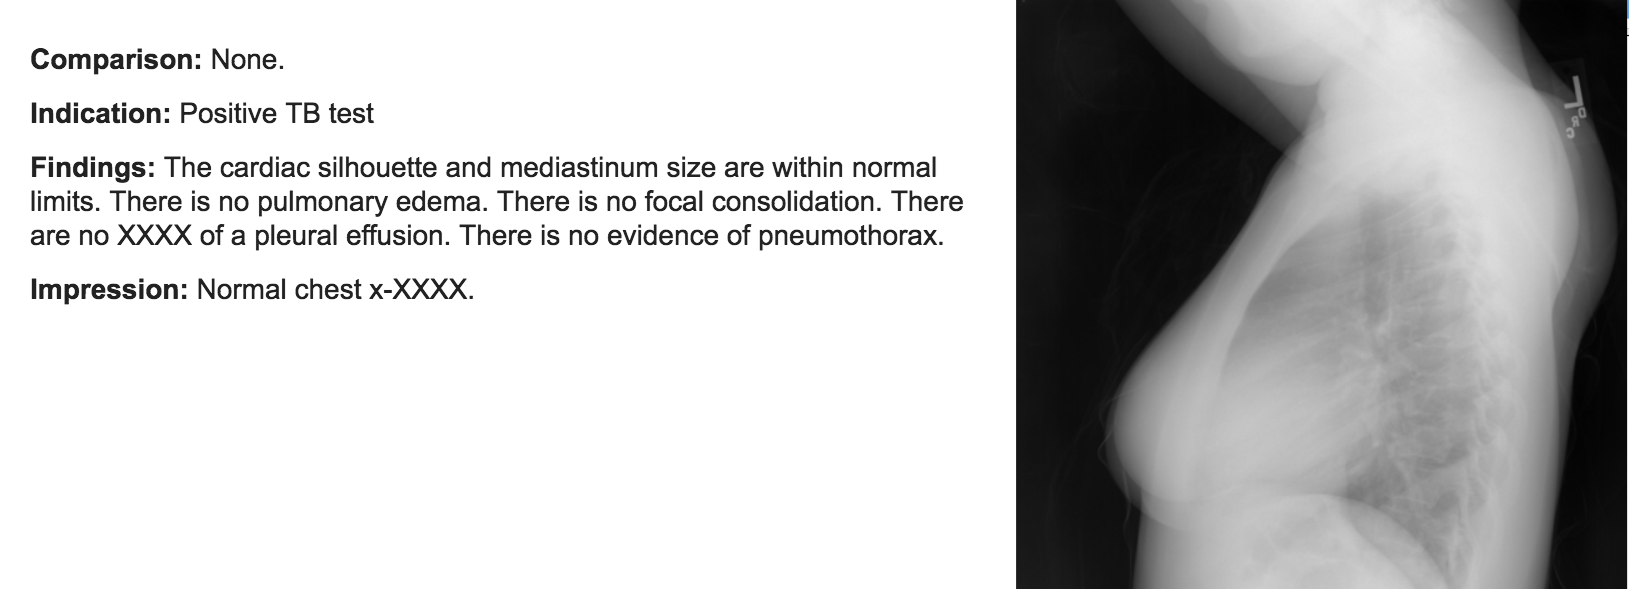 Comparison: None.
Indication: Positive TB test
Findings: The cardiac silhouette and mediastinum size are within normal
limits. There is no pulmonary edema. There is no focal consolidation. There
are no XXXX of a pleural effusion. There is no evidence of pneumothorax.
Impression: Normal chest x-XXXX.
L